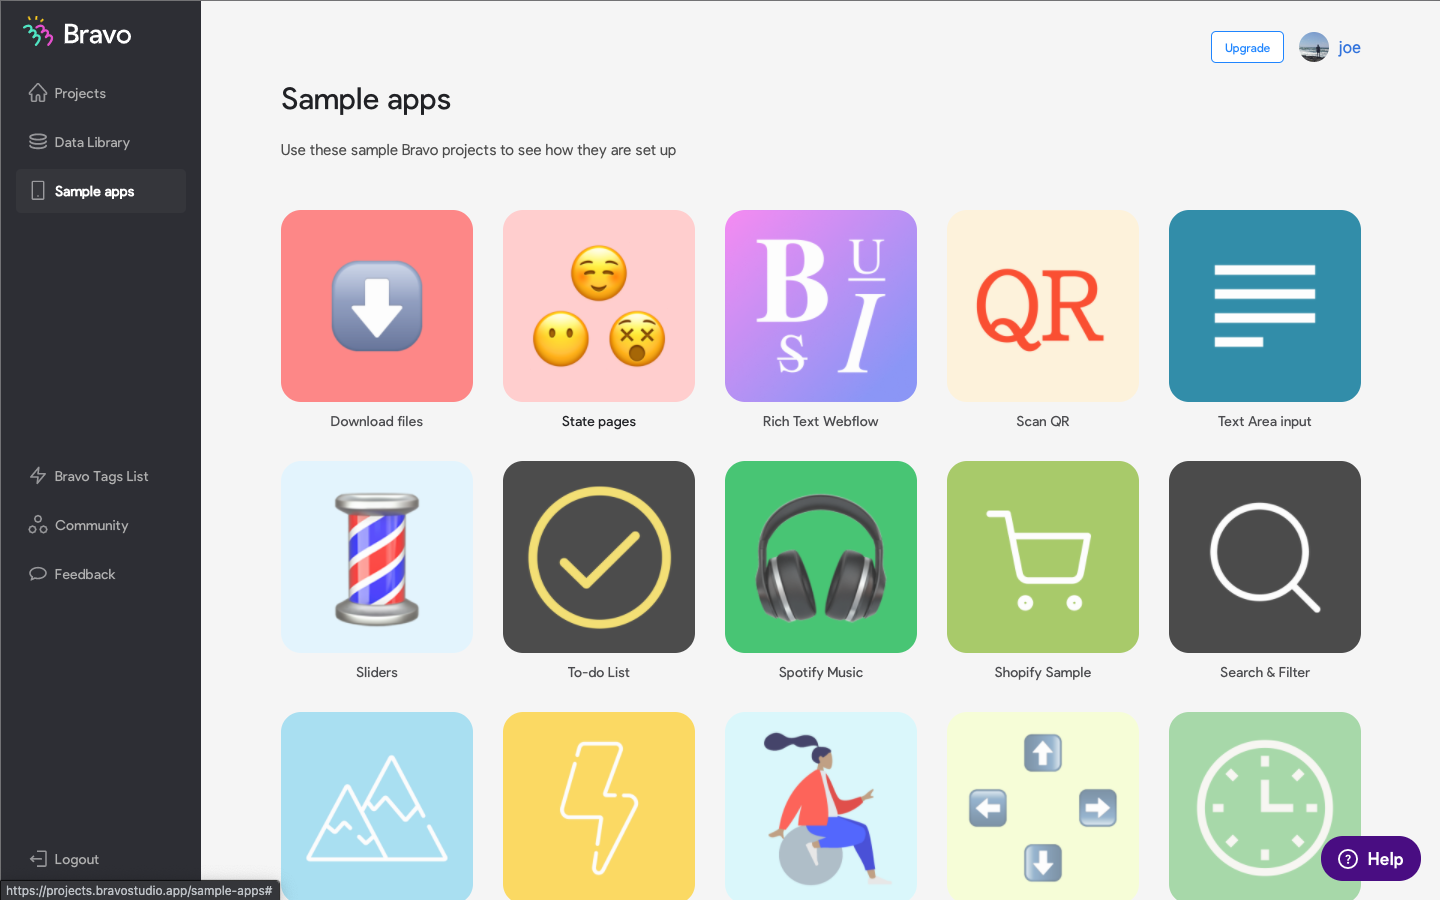 Bravo
Projects
Data Library
Sample apps
Bravo Tags List
Community
Feedback
Logout
https://projects.bravostudio.app/sample-apps#
Upgrade
joe
Sample apps
Use these sample Bravo projects to see how they are set up
B U S I
QR
Download files
State pages
Rich Text Webflow
Scan QR
Text Area input
Sliders
To-do List
Spotify Music
Shopify Sample
Search & Filter
Help